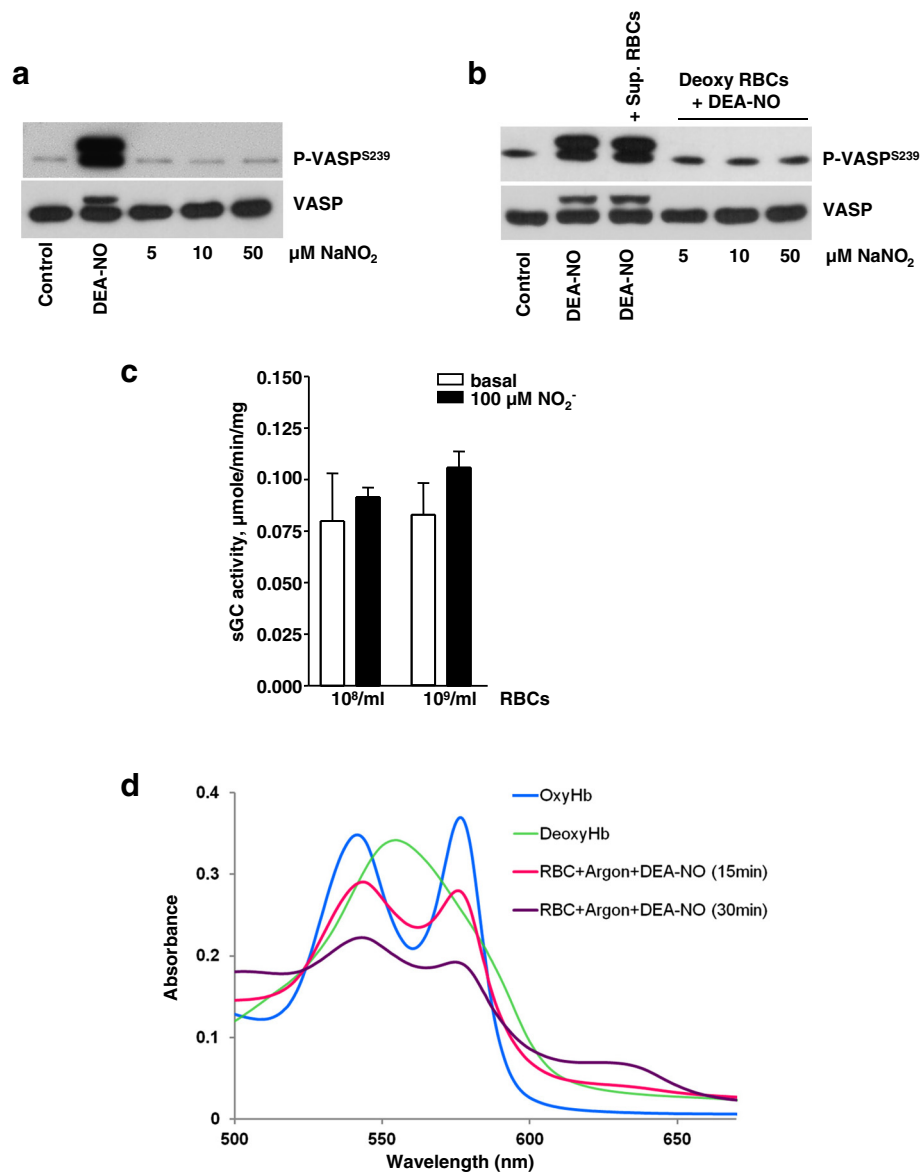 a
P-VASPS239
VASP
Control
DEA-NO
5 10 50 µM NaNO2
b
+ Sup. RBCs
Deoxy RBCs
+ DEA-NO
P-VASPS239
VASP
Control
DEA-NO
DEA-NO
5 10 50 µM NaNO2
c
sGC activity, µmole/min/mg
0.150
0.125
0.100
0.075
0.050
0.025
0.000
basal
100 µM NO2-
10⁸/ml 10⁹/ml RBCs
d
Absorbance
0.4
0.3
0.2
0.1
0
OxyHb
DeoxyHb
RBC+Argon+DEA-NO (15min)
RBC+Argon+DEA-NO (30min)
500 550 600 650
Wavelength (nm)